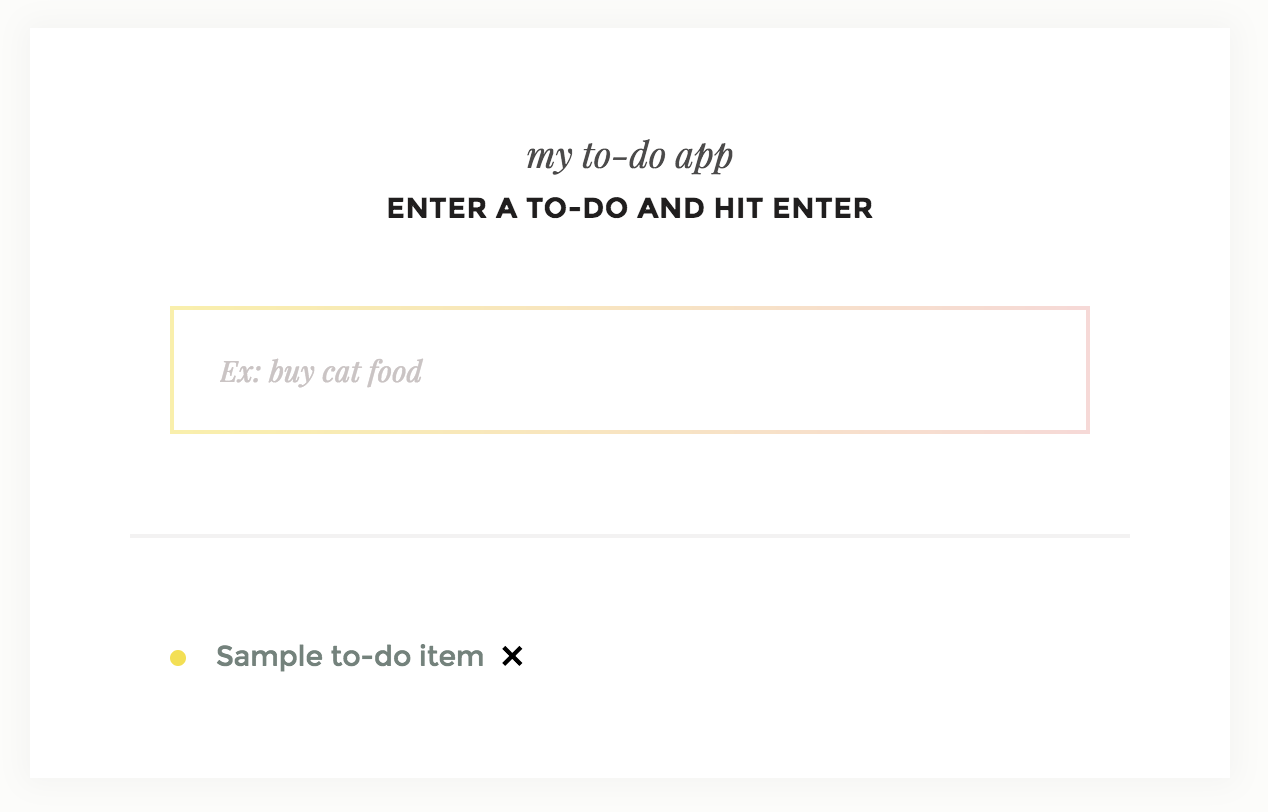 my to-do app
ENTER A TO-DO AND HIT ENTER
Ex: buy cat food
Sample to-do item ✕